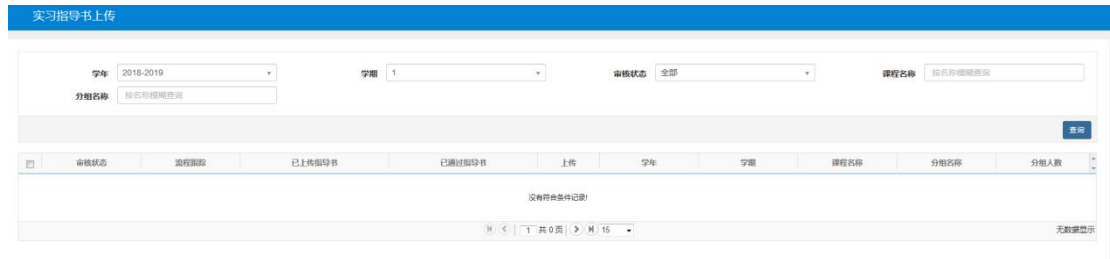 实习指导书上传
学年 2018-2019 学期 1 审核状态 全部 课程名称 按名称模糊查询
分组名称 按名称模糊查询
查询
审核状态 流程跟踪 已上传指导书 已通过指导书 上传 学年 学期 课程名称 分组名称 分组人数
没有符合条件记录!
1 共 0 页 15 无数据显示